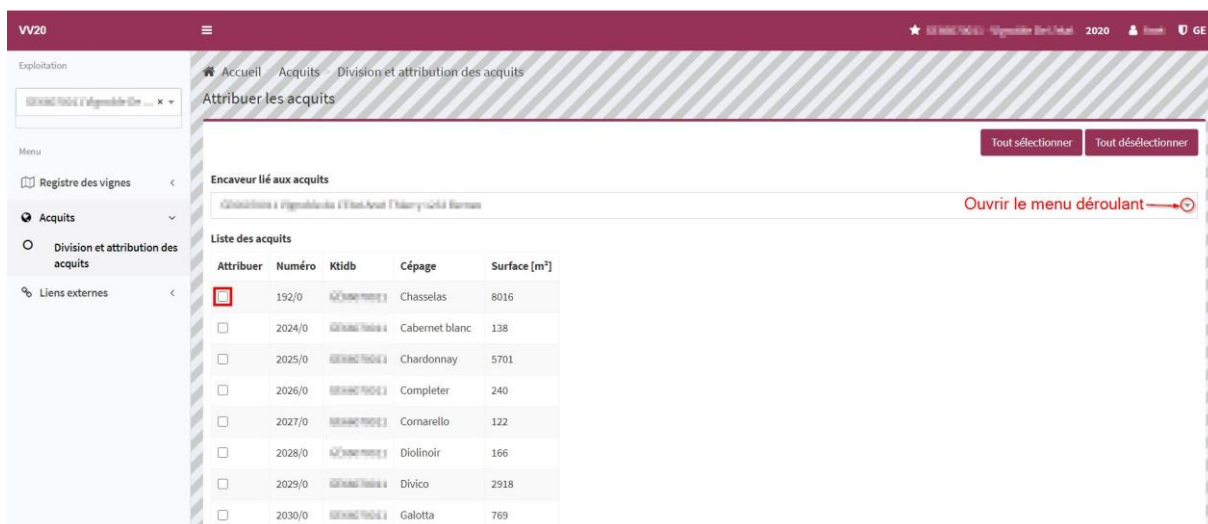 VV20
2020
GE
Exploitation
Accueil Acquits Division et attribution des acquits
Attribuer les acquits
Menu
Tout sélectionner Tout désélectionner
Registre des vignes
Encaveur lié aux acquits
Acquits
Ouvrir le menu déroulant
Division et attribution des
acquits
Liste des acquits
Attribuer Numéro Ktidb Cépage Surface [m²]
Liens externes
192/0 Chasselas 8016
2024/0 Cabernet blanc 138
2025/0 Chardonnay 5701
2026/0 Completer 240
2027/0 Cornarello 122
2028/0 Diolinoir 166
2029/0 Divico 2918
2030/0 Galotta 769